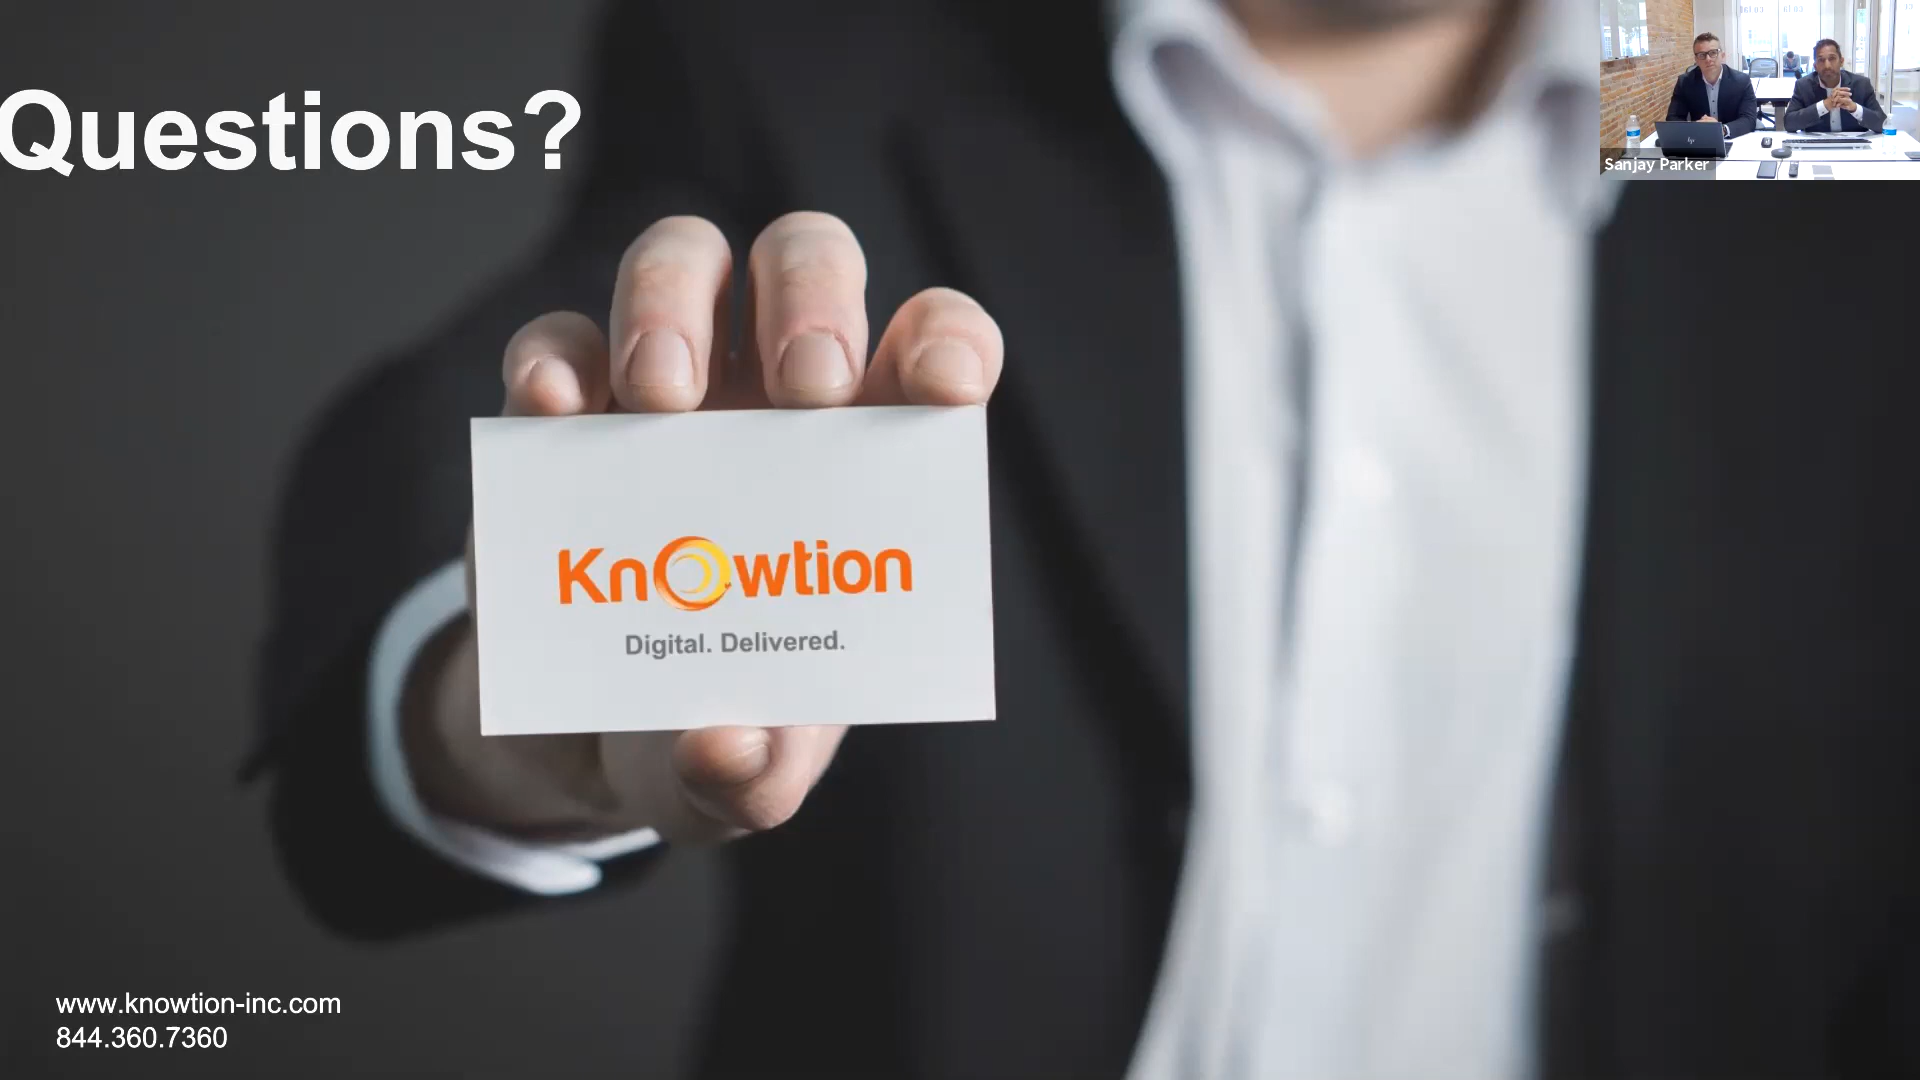 Questions?
Sanjay Parker
Knowtion
Digital. Delivered.
www.knowtion-inc.com
844.360.7360